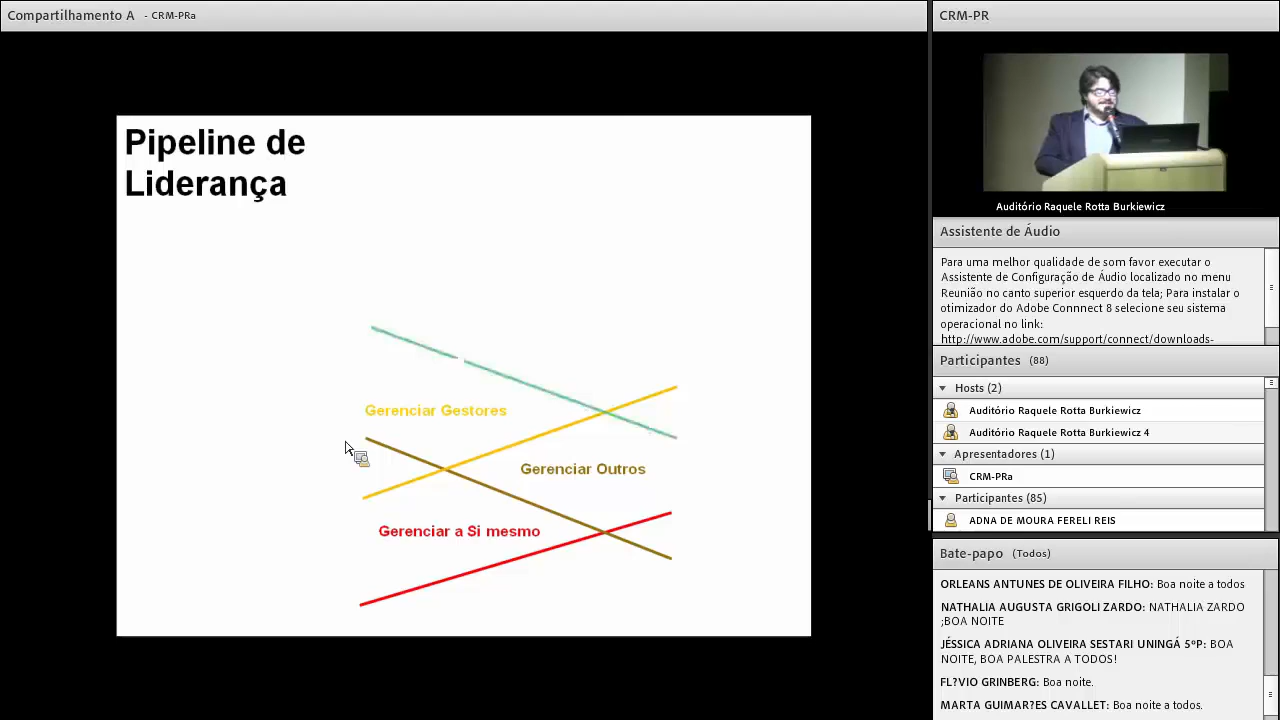 Compartilhamento A - CRM-PRa
Pipeline de
Liderança
Gerenciar Gestores
Gerenciar Outros
Gerenciar a Si mesmo
CRM-PR
Auditório Raquele Rotta Burkiewicz
Assistente de Áudio
Para uma melhor qualidade de som favor executar o
Assistente de Configuração de Áudio localizado no menu
Reunião no canto superior esquerdo da tela; Para instalar o
otimizador do Adobe Connnect 8 selecione seu sistema
operacional no link:
http://www.adobe.com/support/connect/downloads-
Participantes (88)
Hosts (2)
Auditório Raquele Rotta Burkiewicz
Auditório Raquele Rotta Burkiewicz 4
Apresentadores (1)
CRM-PRa
Participantes (85)
ADNA DE MOURA FERELI REIS
Bate-papo (Todos)
ORLEANS ANTUNES DE OLIVEIRA FILHO: Boa noite a todos
NATHALIA AUGUSTA GRIGOLI ZARDO: NATHALIA ZARDO
;BOA NOITE
JÉSSICA ADRIANA OLIVEIRA SESTARI UNINGÁ 5ºP: BOA
NOITE, BOA PALESTRA A TODOS!
FL?VIO GRINBERG: Boa noite.
MARTA GUIMAR?ES CAVALLET: Boa noite a todos.